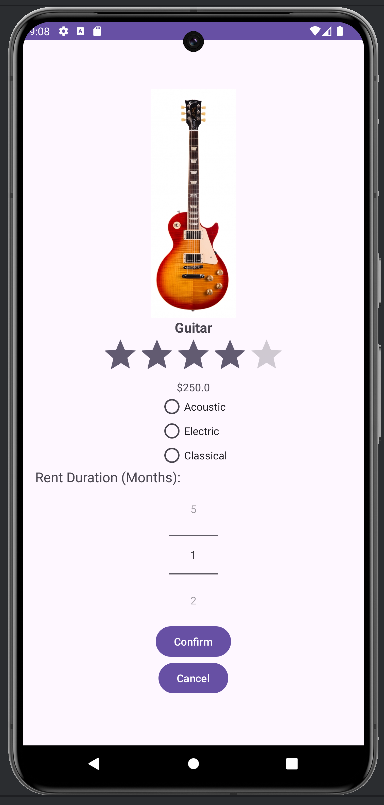 9:08
Guitar
$250.0
Acoustic
Electric
Classical
Rent Duration (Months):
5
1
2
Confirm
Cancel